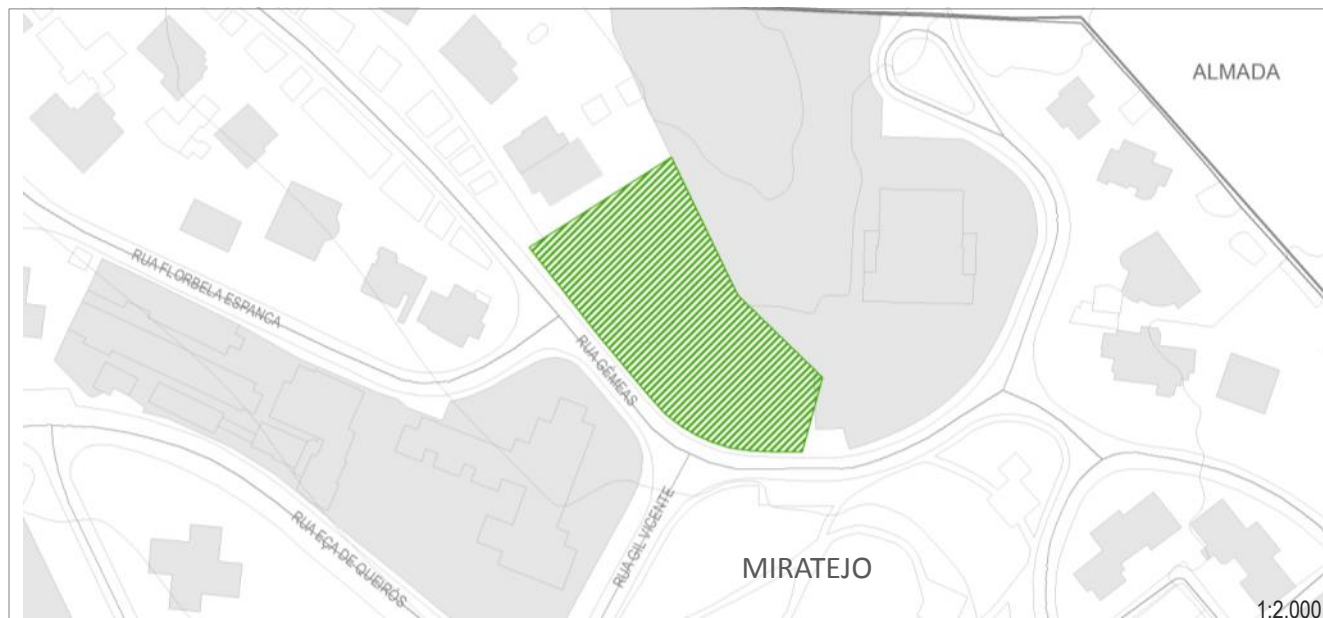 ALMADA
RUA FLORBELA ESPANCA
RUA GÉMEAS
RUA EÇA DE QUEIRÓS
RUA GIL VICENTE
MIRATEJO
1:2.000